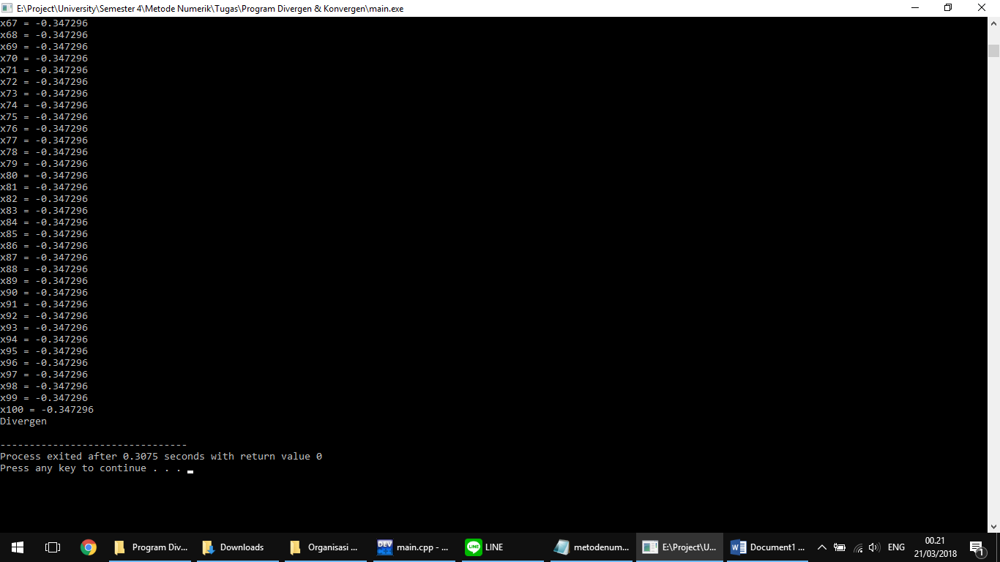 E:\Project\University\Semester 4\Metode Numerik\Tugas\Program Divergen & Konvergen\main.exe
x67 = -0.347296
x68 = -0.347296
x69 = -0.347296
x70 = -0.347296
x71 = -0.347296
x72 = -0.347296
x73 = -0.347296
x74 = -0.347296
x75 = -0.347296
x76 = -0.347296
x77 = -0.347296
x78 = -0.347296
x79 = -0.347296
x80 = -0.347296
x81 = -0.347296
x82 = -0.347296
x83 = -0.347296
x84 = -0.347296
x85 = -0.347296
x86 = -0.347296
x87 = -0.347296
x88 = -0.347296
x89 = -0.347296
x90 = -0.347296
x91 = -0.347296
x92 = -0.347296
x93 = -0.347296
x94 = -0.347296
x95 = -0.347296
x96 = -0.347296
x97 = -0.347296
x98 = -0.347296
x99 = -0.347296
x100 = -0.347296
Divergen
--------------------------------
Process exited after 0.3075 seconds with return value 0
Press any key to continue . . .
Program Div... Downloads Organisasi ... DEV C++ main.cpp - ... LINE LINE metodenum... E:\Project\U... W Document1 ... ENG 00.21
21/03/2018 1